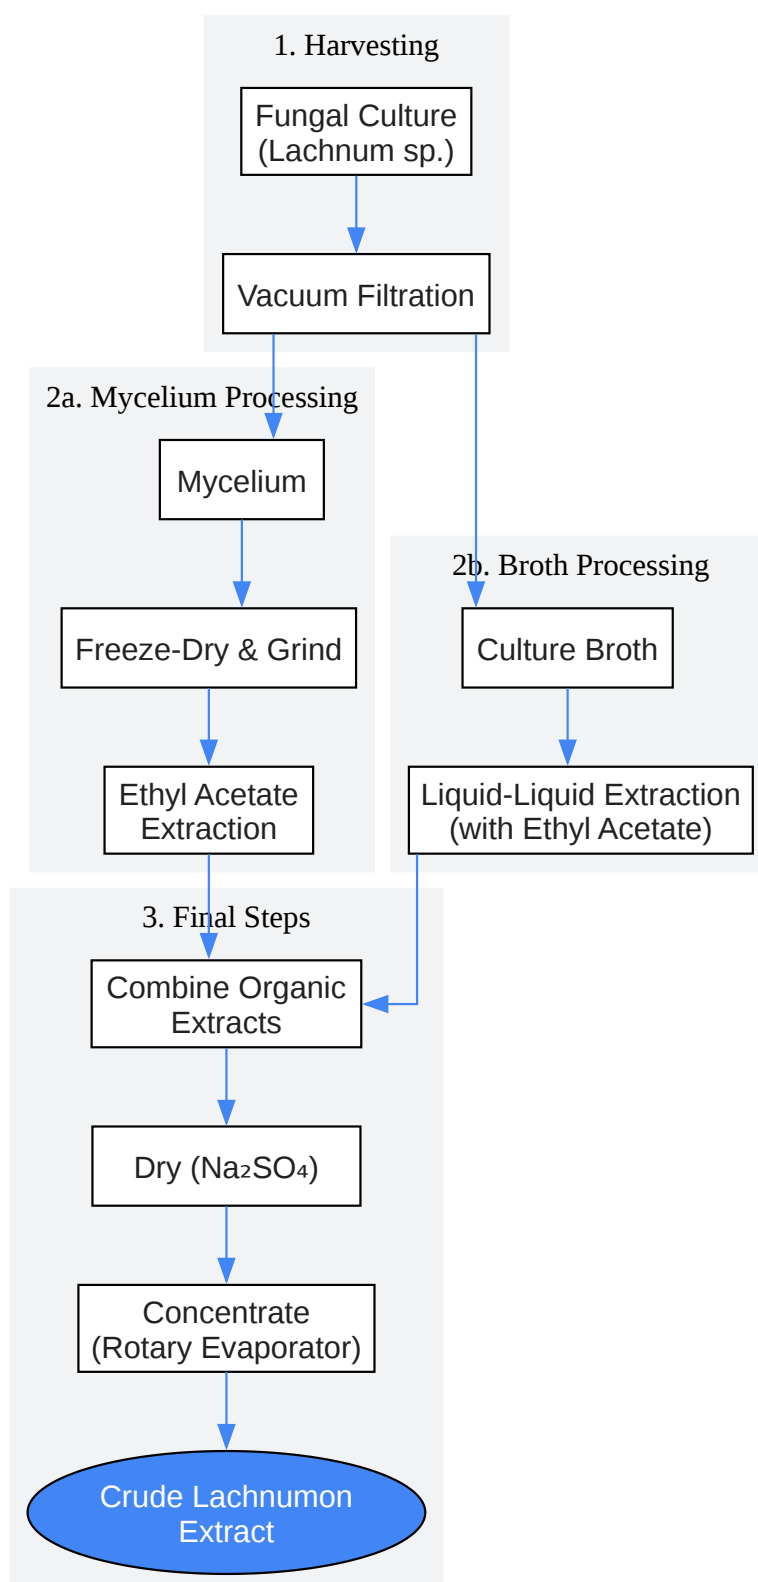 1. Harvesting
Fungal Culture
(Lachnum sp.)
Vacuum Filtration
2a. Mycelium Processing
Mycelium
Freeze-Dry & Grind
Ethyl Acetate
Extraction
2b. Broth Processing
Culture Broth
Liquid-Liquid Extraction
(with Ethyl Acetate)
3. Final Steps
Combine Organic
Extracts
Dry (Na₂SO₄)
Concentrate
(Rotary Evaporator)
Crude Lachnumon
Extract